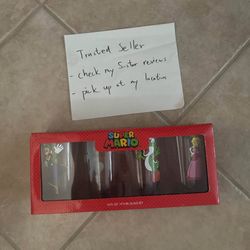 Trusted Seller
- check my Sister reviews
- pick up at my location
SUPER
MARIO